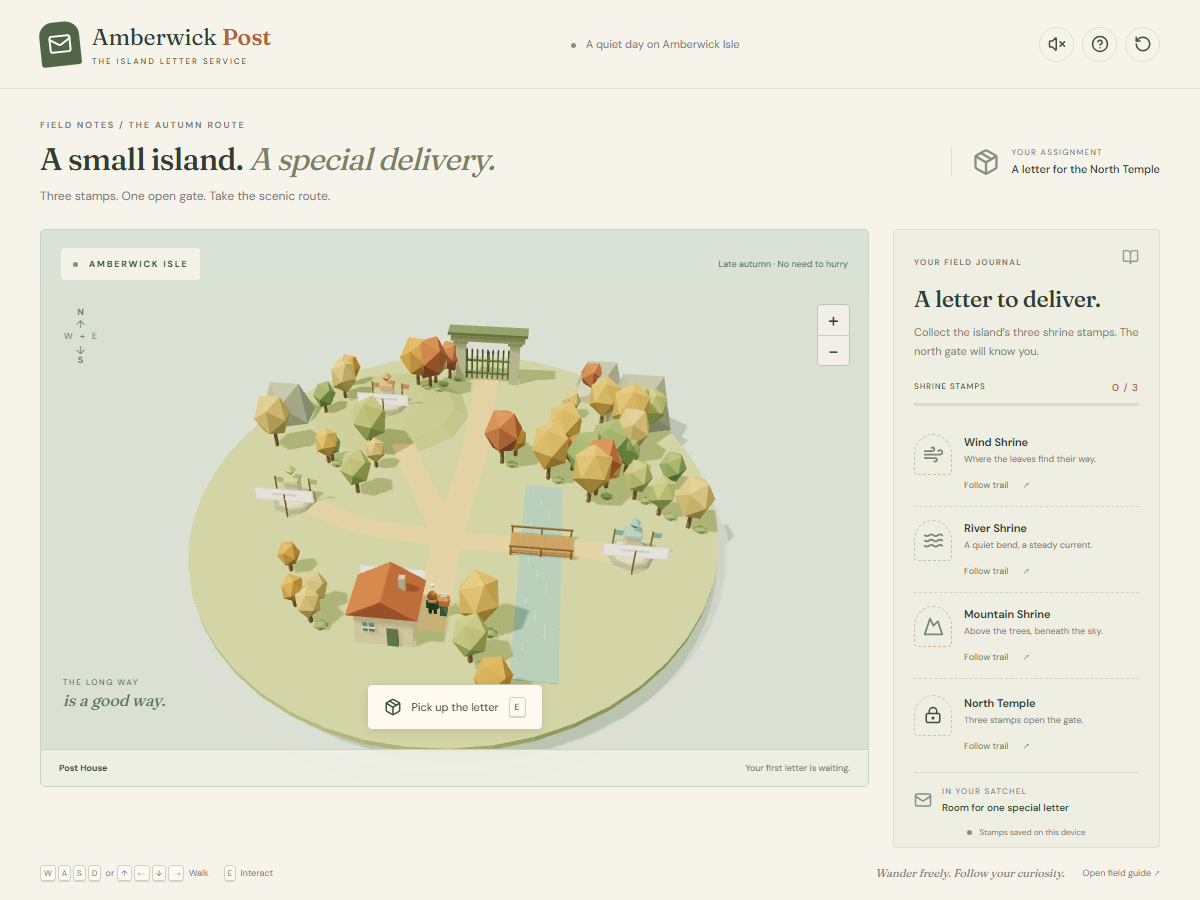 Amberwick Post
THE ISLAND LETTER SERVICE
A quiet day on Amberwick Isle
FIELD NOTES / THE AUTUMN ROUTE
A small island. A special delivery.
Three stamps. One open gate. Take the scenic route.
YOUR ASSIGNMENT
A letter for the North Temple
AMBERWICK ISLE
Late autumn · No need to hurry
N
W + E
S
+
−
THE LONG WAY
is a good way.
Pick up the letter E
Post House
Your first letter is waiting.
YOUR FIELD JOURNAL
A letter to deliver.
Collect the island's three shrine stamps. The
north gate will know you.
SHRINE STAMPS 0 / 3
Wind Shrine
Where the leaves find their way.
Follow trail ↗
River Shrine
A quiet bend, a steady current.
Follow trail ↗
Mountain Shrine
Above the trees, beneath the sky.
Follow trail ↗
North Temple
Three stamps open the gate.
Follow trail ↗
IN YOUR SATCHEL
Room for one special letter
Stamps saved on this device
W A S D or ↑ ← ↓ → Walk E Interact
Wander freely. Follow your curiosity. Open field guide ↗